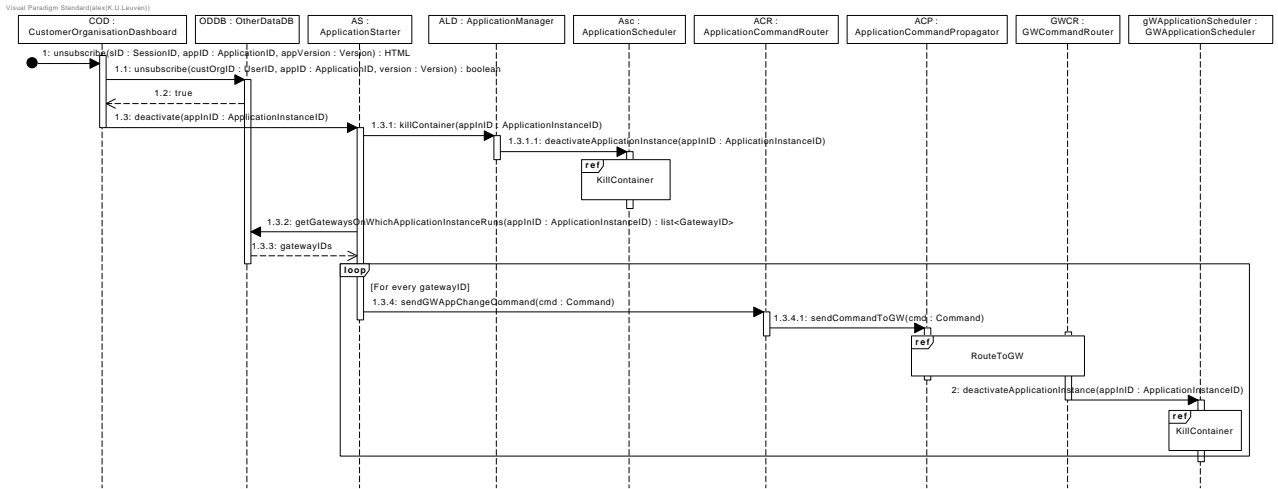 Visual Paradigm Standard(alex(K.U.Leuven))
COD :
CustomerOrganisationDashboard
ODDB : OtherDataDB
AS :
ApplicationStarter
ALD : ApplicationManager
Asc :
ApplicationScheduler
ACR :
ApplicationCommandRouter
ACP :
ApplicationCommandPropagator
GWCR :
GWCommandRouter
gWApplicationScheduler :
GWApplicationScheduler
1: unsubscribe(sID : SessionID, appID : ApplicationID, appVersion : Version) : HTML
1.1: unsubscribe(custOrgID : UserID, appID : ApplicationID, version : Version) : boolean
1.2: true
1.3: deactivate(appInID : ApplicationInstanceID)
1.3.1: killContainer(appInID : ApplicationInstanceID)
1.3.1.1: deactivateApplicationInstance(appInID : ApplicationInstanceID)
ref
KillContainer
1.3.2: getGatewaysOnWhichApplicationInstanceRuns(appInID : ApplicationInstanceID) : list<GatewayID>
1.3.3: gatewayIDs
loop
[For every gatewayID]
1.3.4: sendGWAppChangeCommand(cmd : Command)
1.3.4.1: sendCommandToGW(cmd : Command)
ref
RouteToGW
2: deactivateApplicationInstance(appInID : ApplicationInstanceID)
ref
KillContainer